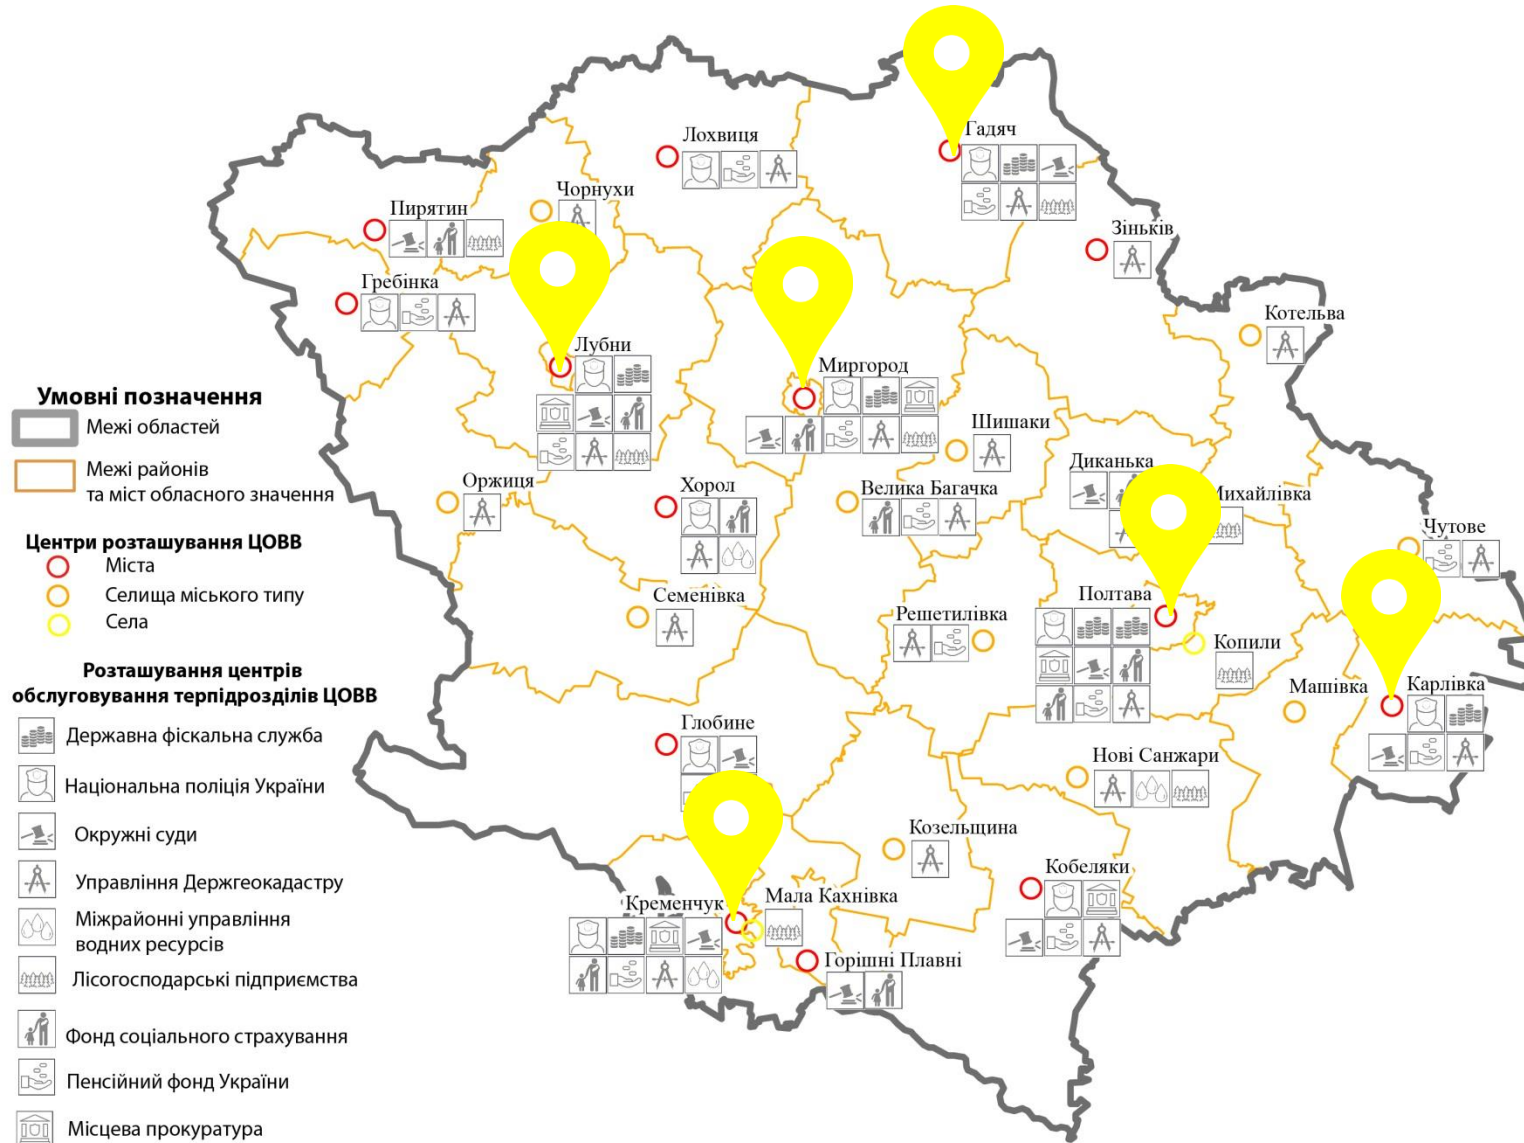 Гадяч
Лохвиця
Чорнухи
Пирятин
Зіньків
Гребінка
Котельва
Лубни
Миргород
Умовні позначення
Межі областей
Межі районів
та міст обласного значення
Шишаки
Диканька
Оржиця
Хорол
Велика Багачка
Михайлівка
Чутове
Центри розташування ЦОВВ
Міста
Селища міського типу
Села
Семенівка
Решетилівка
Полтава
Копили
Розташування центрів
обслуговування терпідрозділів ЦОВВ
Машівка
Карлівка
Державна фіскальна служба
Глобине
Нові Санжари
Національна поліція України
Окружні суди
Козельщина
Кобеляки
Управління Держгеокадастру
Кременчук
Мала Кахнівка
Міжрайонні управління
водних ресурсів
Горішні Плавні
Лісогосподарські підприємства
Фонд соціального страхування
Пенсійний фонд України
Місцева прокуратура